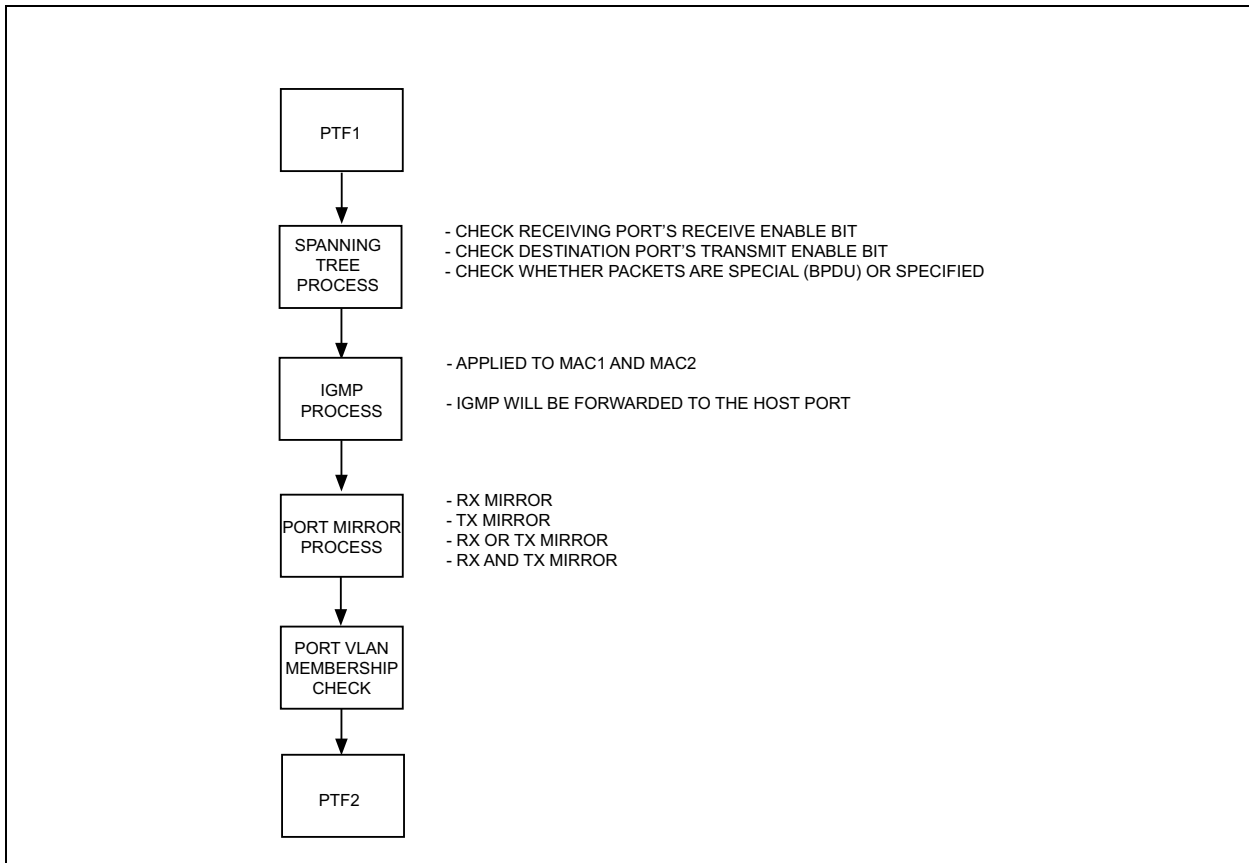 PTF1
SPANNING
TREE
PROCESS
- CHECK RECEIVING PORT'S RECEIVE ENABLE BIT
- CHECK DESTINATION PORT'S TRANSMIT ENABLE BIT
- CHECK WHETHER PACKETS ARE SPECIAL (BPDU) OR SPECIFIED
IGMP
PROCESS
- APPLIED TO MAC1 AND MAC2
- IGMP WILL BE FORWARDED TO THE HOST PORT
PORT MIRROR
PROCESS
- RX MIRROR
- TX MIRROR
- RX OR TX MIRROR
- RX AND TX MIRROR
PORT VLAN
MEMBERSHIP
CHECK
PTF2